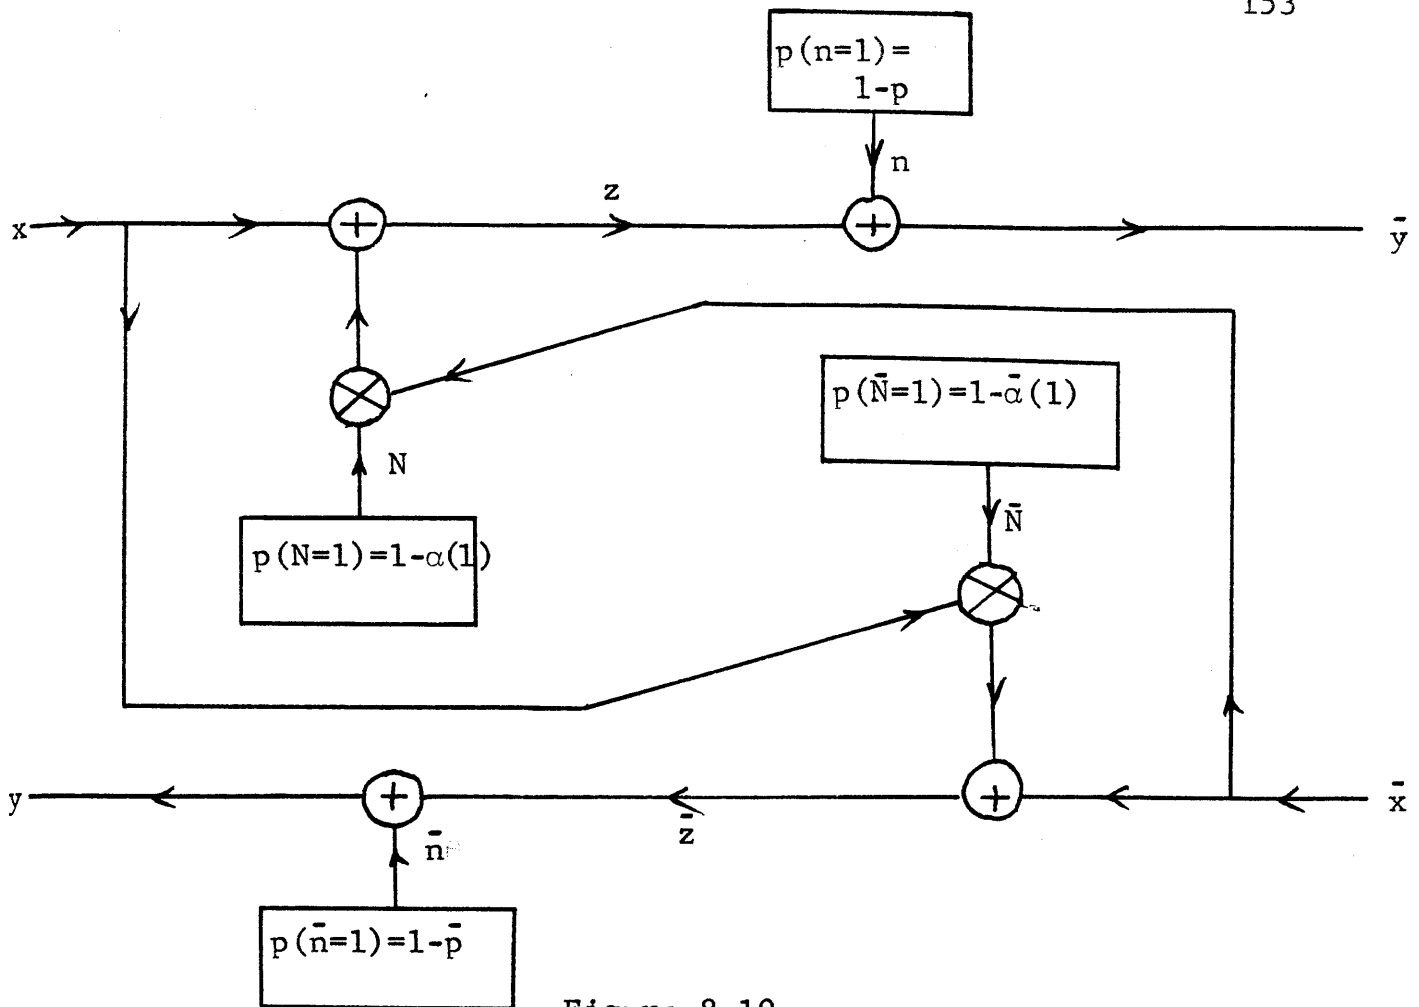 153
p(n=1)=
1-p
n
z
x
ȳ
p(N̄=1)=1-ᾱ(1)
N
N̄
p(N=1)=1-α(1)
y
z̄
x̄
n̄
p(n̄=1)=1-p̄
Figure 8.10